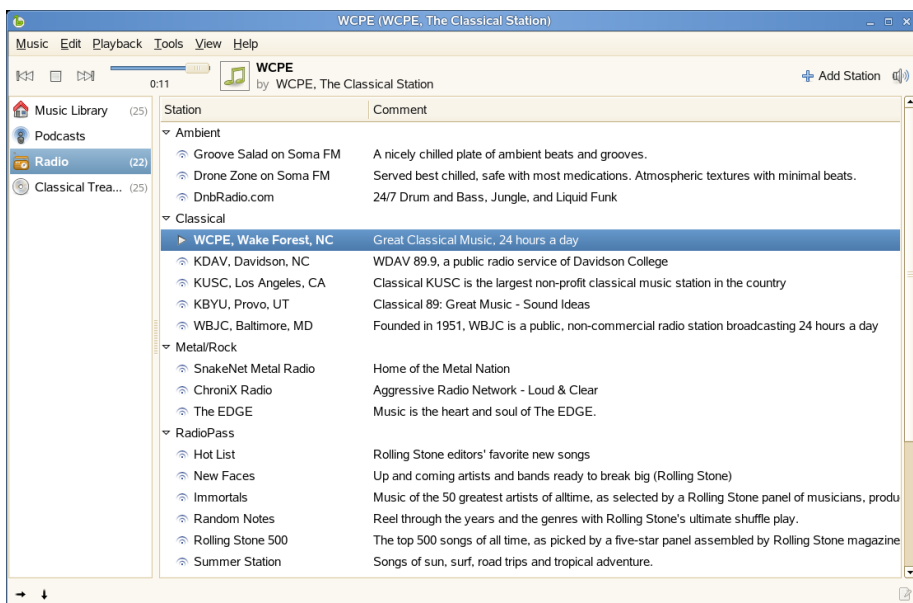 WCPE (WCPE, The Classical Station)
Music Edit Playback Tools View Help
0:11
WCPE
by WCPE, The Classical Station
Add Station
Music Library (25)
Podcasts
Radio (22)
Classical Trea... (25)
Station Comment
Ambient
Groove Salad on Soma FM A nicely chilled plate of ambient beats and grooves.
Drone Zone on Soma FM Served best chilled, safe with most medications. Atmospheric textures with minimal beats.
DnbRadio.com 24/7 Drum and Bass, Jungle, and Liquid Funk
Classical
WCPE, Wake Forest, NC Great Classical Music, 24 hours a day
KDAV, Davidson, NC WDAV 89.9, a public radio service of Davidson College
KUSC, Los Angeles, CA Classical KUSC is the largest non-profit classical music station in the country
KBYU, Provo, UT Classical 89: Great Music - Sound Ideas
WBJC, Baltimore, MD Founded in 1951, WBJC is a public, non-commercial radio station broadcasting 24 hours a day
Metal/Rock
SnakeNet Metal Radio Home of the Metal Nation
ChroniX Radio Aggressive Radio Network - Loud & Clear
The EDGE Music is the heart and soul of The EDGE.
RadioPass
Hot List Rolling Stone editors' favorite new songs
New Faces Up and coming artists and bands ready to break big (Rolling Stone)
Immortals Music of the 50 greatest artists of alltime, as selected by a Rolling Stone panel of musicians, produ
Random Notes Reel through the years and the genres with Rolling Stone's ultimate shuffle play.
Rolling Stone 500 The top 500 songs of all time, as picked by a five-star panel assembled by Rolling Stone magazine
Summer Station Songs of sun, surf, road trips and tropical adventure.